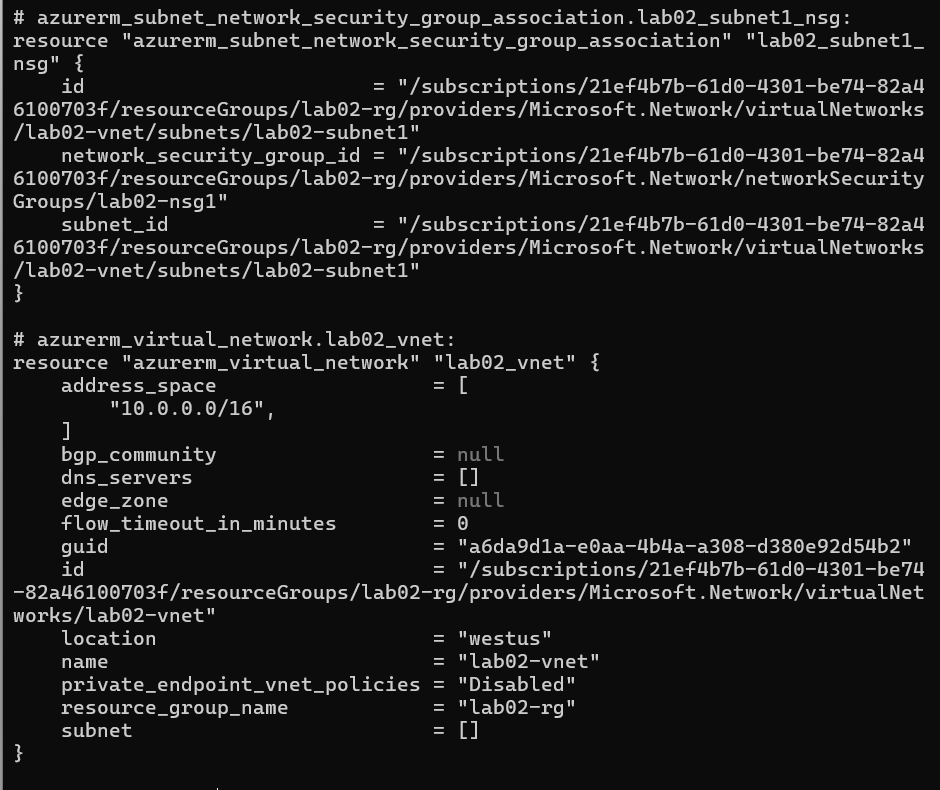 # azurerm_subnet_network_security_group_association.lab02_subnet1_nsg:
resource "azurerm_subnet_network_security_group_association" "lab02_subnet1_
nsg" {
    id                        = "/subscriptions/21ef4b7b-61d0-4301-be74-82a4
6100703f/resourceGroups/lab02-rg/providers/Microsoft.Network/virtualNetworks
/lab02-vnet/subnets/lab02-subnet1"
    network_security_group_id = "/subscriptions/21ef4b7b-61d0-4301-be74-82a4
6100703f/resourceGroups/lab02-rg/providers/Microsoft.Network/networkSecurity
Groups/lab02-nsg1"
    subnet_id                 = "/subscriptions/21ef4b7b-61d0-4301-be74-82a4
6100703f/resourceGroups/lab02-rg/providers/Microsoft.Network/virtualNetworks
/lab02-vnet/subnets/lab02-subnet1"
}

# azurerm_virtual_network.lab02_vnet:
resource "azurerm_virtual_network" "lab02_vnet" {
    address_space                  = [
        "10.0.0.0/16",
    ]
    bgp_community                  = null
    dns_servers                    = []
    edge_zone                      = null
    flow_timeout_in_minutes        = 0
    guid                           = "a6da9d1a-e0aa-4b4a-a308-d380e92d54b2"
    id                             = "/subscriptions/21ef4b7b-61d0-4301-be74
-82a46100703f/resourceGroups/lab02-rg/providers/Microsoft.Network/virtualNet
works/lab02-vnet"
    location                       = "westus"
    name                           = "lab02-vnet"
    private_endpoint_vnet_policies = "Disabled"
    resource_group_name            = "lab02-rg"
    subnet                         = []
}